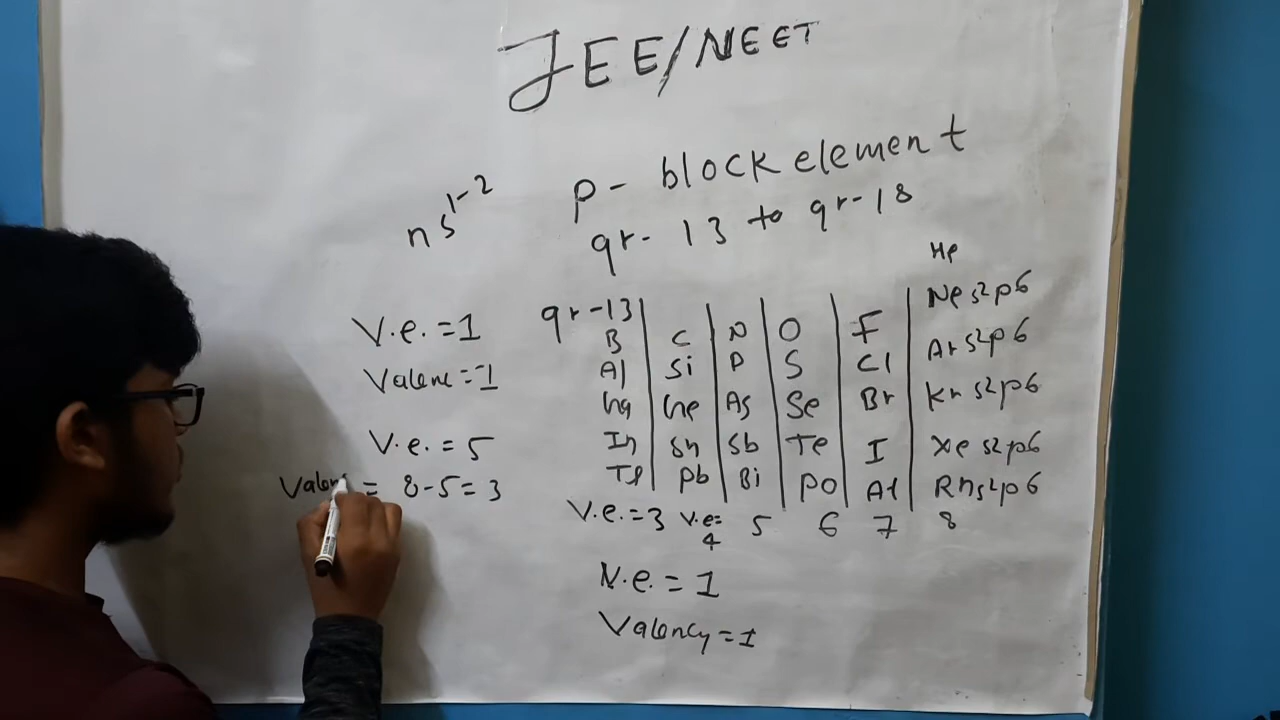 JEE/NEET
ns1-2
p- block element
gr- 13 to gr-18
V.e. = 1
Valenc = 1
V.e. = 5
Valen = 8-5=3
gr-13 He
B C N O F Ne s2p6
Al Si P S Cl Ar s2p6
Ga Ge As Se Br Kr s2p6
In Sn Sb Te I Xe s2p6
Tl Pb Bi Po At Rn s2p6
V.e.=3 V.e= 4 5 6 7 8
V.e. = 1
Valency = 1